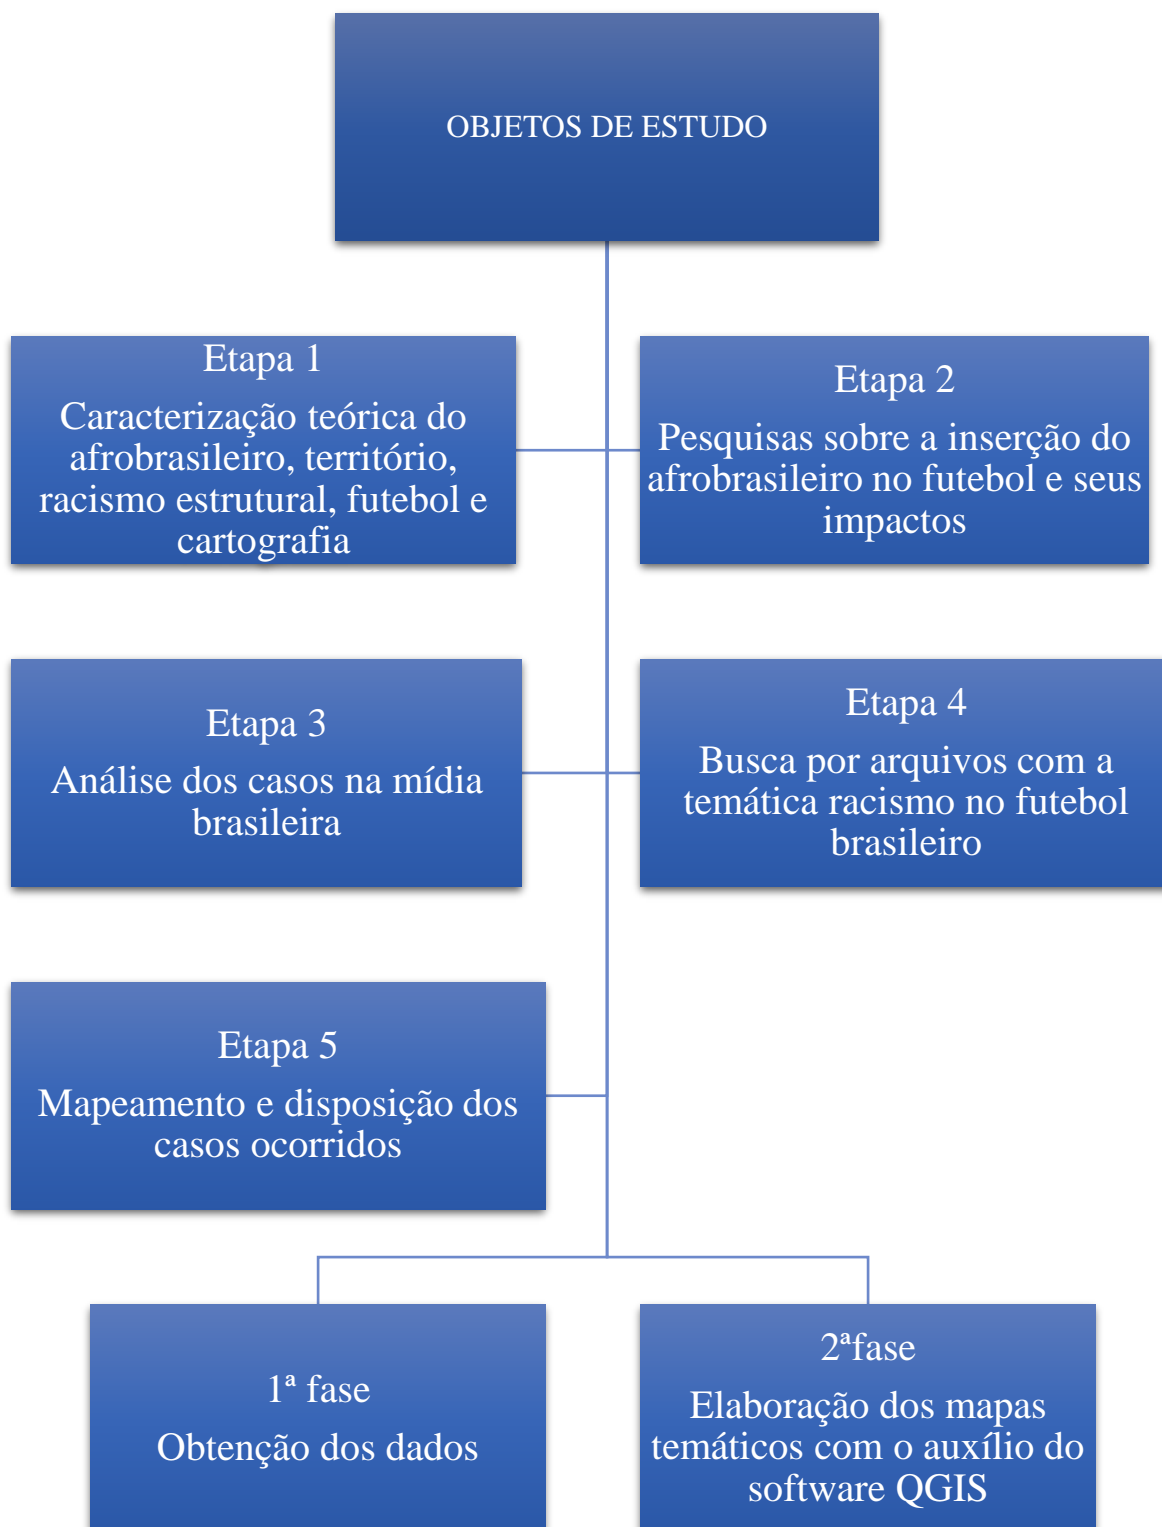 OBJETOS DE ESTUDO
Etapa 1
Caracterização teórica do
afrobrasileiro, território,
racismo estrutural, futebol e
cartografia
Etapa 2
Pesquisas sobre a inserção do
afrobrasileiro no futebol e seus
impactos
Etapa 3
Análise dos casos na mídia
brasileira
Etapa 4
Busca por arquivos com a
temática racismo no futebol
brasileiro
Etapa 5
Mapeamento e disposição dos
casos ocorridos
1ª fase
Obtenção dos dados
2ªfase
Elaboração dos mapas
temáticos com o auxílio do
software QGIS